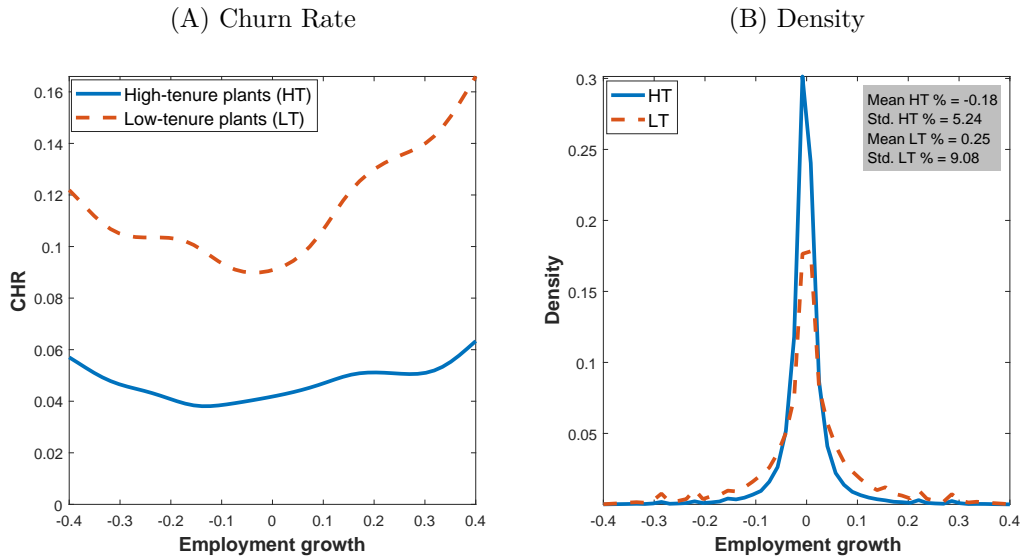 (A) Churn Rate
High-tenure plants (HT)
Low-tenure plants (LT)
0.16
0.14
0.12
0.1
0.08
0.06
0.04
0.02
0
CHR
-0.4 -0.3 -0.2 -0.1 0 0.1 0.2 0.3 0.4
Employment growth
(B) Density
HT
LT
Mean HT % = -0.18
Std. HT % = 5.24
Mean LT % = 0.25
Std. LT % = 9.08
0.3
0.25
0.2
0.15
0.1
0.05
Density
-0.4 -0.3 -0.2 -0.1 0 0.1 0.2 0.3 0.4
Employment growth